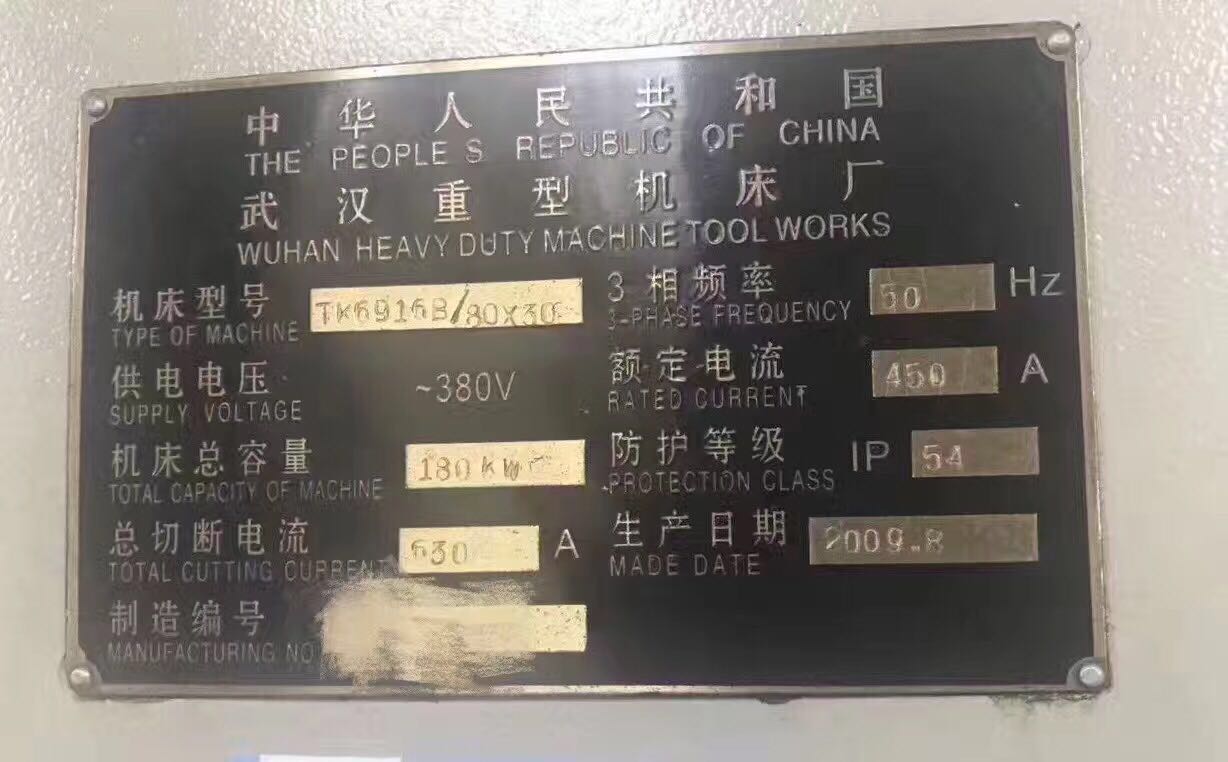 中华人民共和国
THE PEOPLE S REPUBLIC OF CHINA
武汉重型机床厂
WUHAN HEAVY DUTY MACHINE TOOL WORKS
机床型号 TK6916B/80X30
TYPE OF MACHINE
供电电压 ~380V
SUPPLY VOLTAGE
机床总容量 180KW
TOTAL CAPACITY OF MACHINE
总切断电流 630 A
TOTAL CUTTING CURRENT
制造编号
MANUFACTURING NO
3相频率 50 Hz
3-PHASE FREQUENCY
额定电流 450 A
RATED CURRENT
防护等级 IP 54
PROTECTION CLASS
生产日期 2009.8
MADE DATE